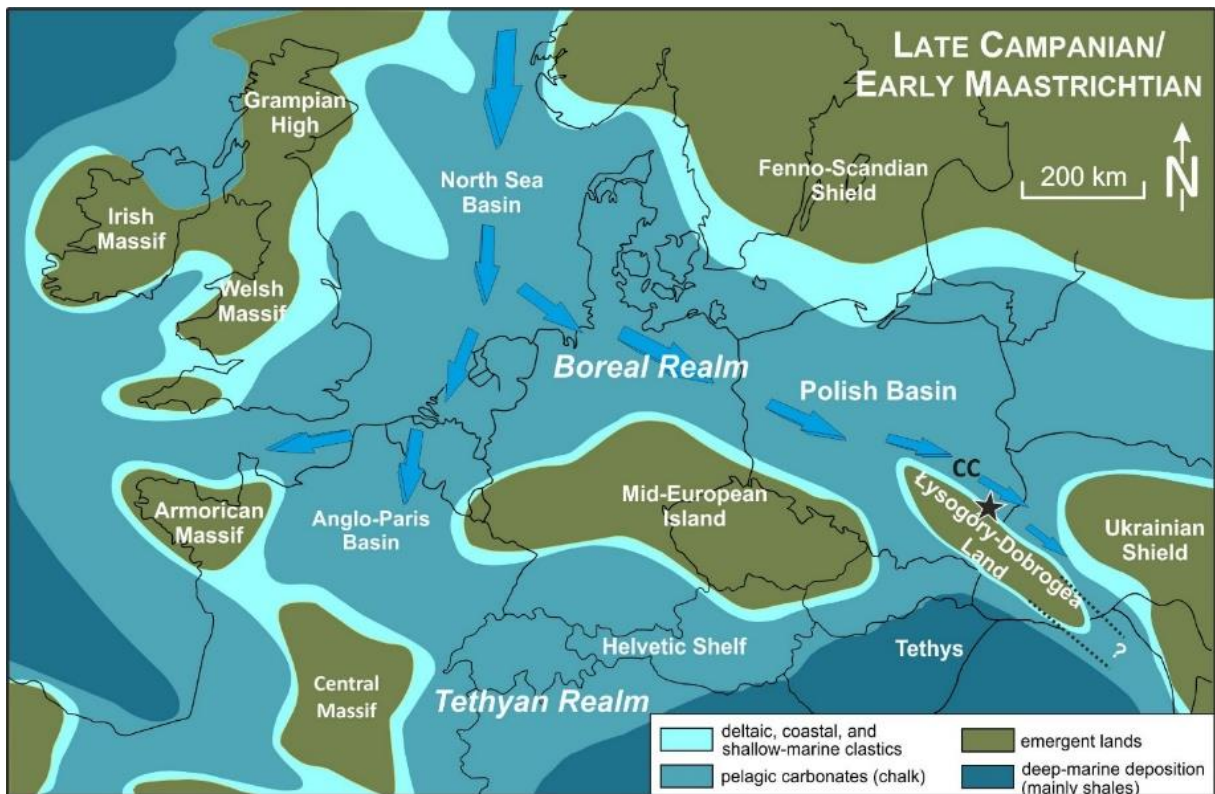 LATE CAMPANIAN/
EARLY MAASTRICHTIAN
N
200 km
Grampian
High
North Sea
Basin
Fenno-Scandian
Shield
Irish
Massif
Welsh
Massif
Boreal Realm
Polish Basin
CC
Armorican
Massif
Anglo-Paris
Basin
Mid-European
Island
Łysogóry-Dobrogea
Land
Ukrainian
Shield
Helvetic Shelf
Tethys
?
Central
Massif
Tethyan Realm
deltaic, coastal, and
shallow-marine clastics
emergent lands
pelagic carbonates (chalk)
deep-marine deposition
(mainly shales)